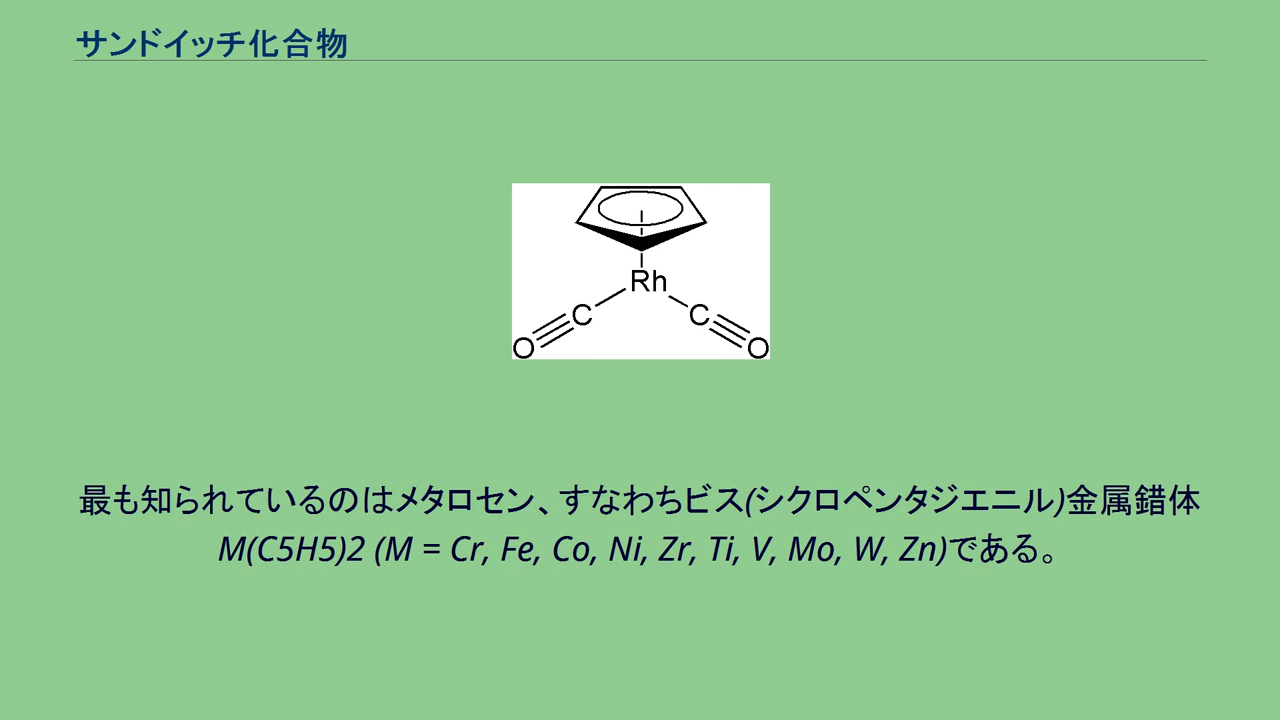 サンドイッチ化合物
Rh
C C
O O
最も知られているのはメタロセン、すなわちビス(シクロペンタジエニル)金属錯体
M(C5H5)2 (M = Cr, Fe, Co, Ni, Zr, Ti, V, Mo, W, Zn)である。